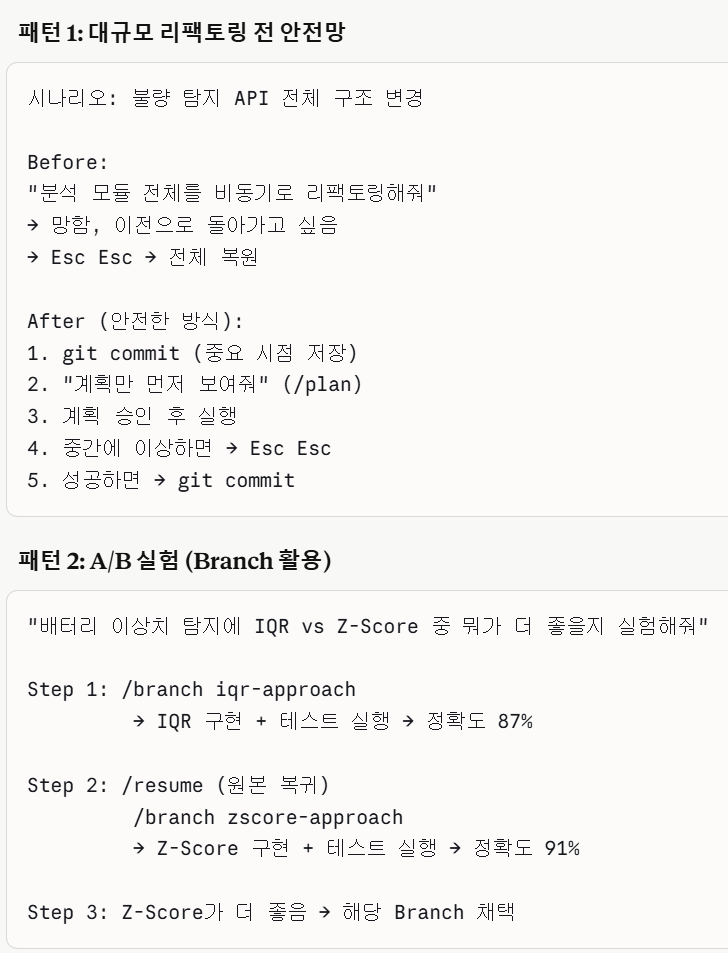 패턴 1: 대규모 리팩토링 전 안전망
시나리오: 불량 탐지 API 전체 구조 변경
Before:
"분석 모듈 전체를 비동기로 리팩토링해줘"
→ 망함, 이전으로 돌아가고 싶음
→ Esc Esc → 전체 복원
After (안전한 방식):
1. git commit (중요 시점 저장)
2. "계획만 먼저 보여줘" (/plan)
3. 계획 승인 후 실행
4. 중간에 이상하면 → Esc Esc
5. 성공하면 → git commit
패턴 2: A/B 실험 (Branch 활용)
"배터리 이상치 탐지에 IQR vs Z-Score 중 뭐가 더 좋을지 실험해줘"
Step 1: /branch iqr-approach
→ IQR 구현 + 테스트 실행 → 정확도 87%
Step 2: /resume (원본 복귀)
/branch zscore-approach
→ Z-Score 구현 + 테스트 실행 → 정확도 91%
Step 3: Z-Score가 더 좋음 → 해당 Branch 채택